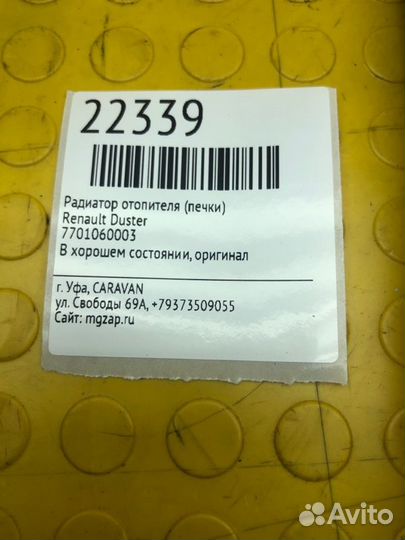 22339
Радиатор отопителя (печки)
Renault Duster
7701060003
В хорошем состоянии, оригинал
г. Уфа, CARAVAN
ул. Свободы 69А, +79373509055
Сайт: mgzap.ru
Avito